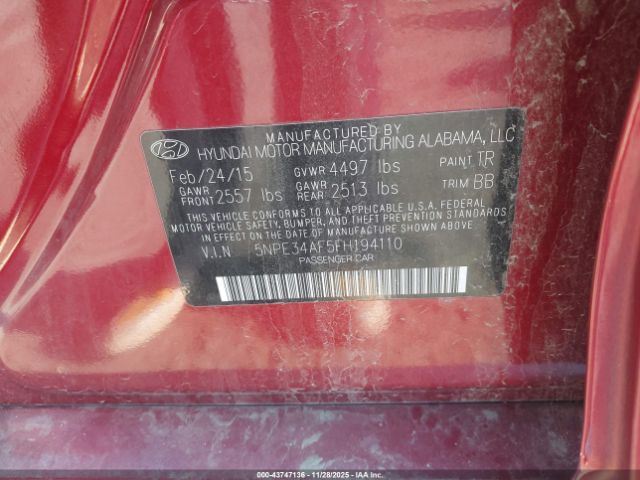 MANUFACTURED BY
HYUNDAI MOTOR MANUFACTURING ALABAMA, LLC
Feb/24/15 GVWR 4497 lbs PAINT TR
GAWR FRONT 2557 lbs GAWR REAR 2513 lbs TRIM BB
THIS VEHICLE CONFORMS TO ALL APPLICABLE U.S.A. FEDERAL
MOTOR VEHICLE SAFETY, BUMPER, AND THEFT PREVENTION
STANDARDS IN EFFECT ON THE DATE OF MANUFACTURE SHOWN ABOVE.
V.I.N 5NPE34AF5FH194110
PASSENGER CAR
000-43747136 - 11/28/2025 - IAAI.COM